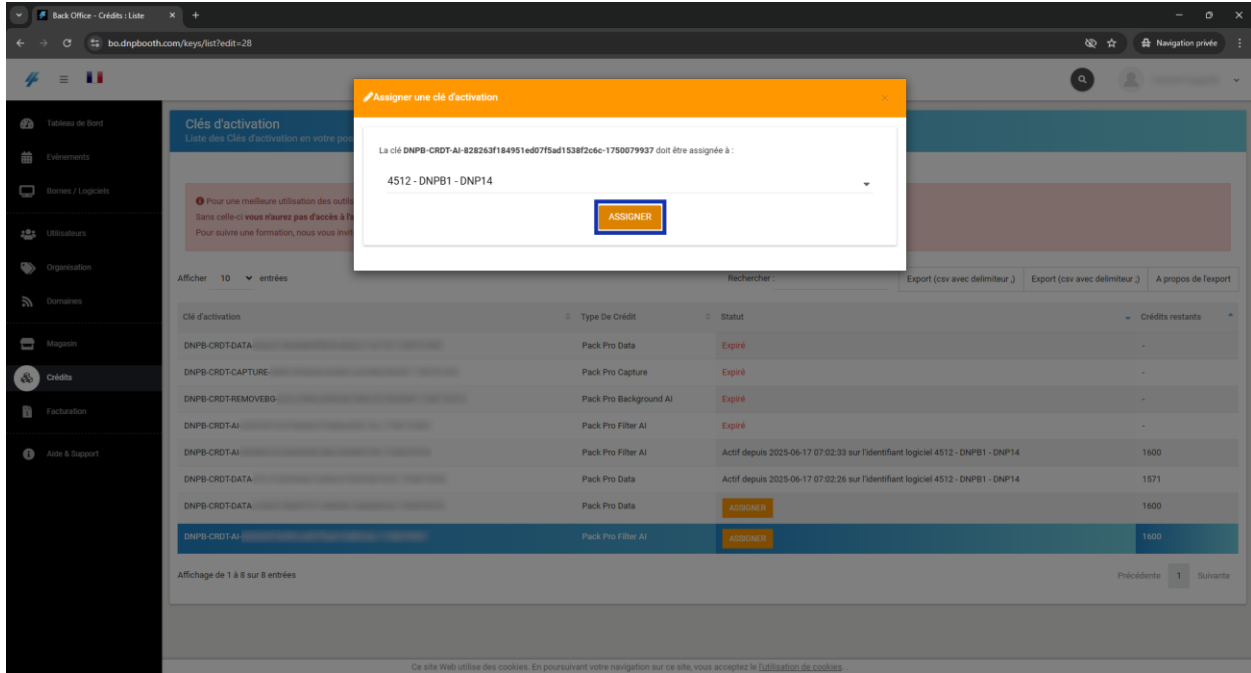 Back Office - Crédits : Liste
bo.dnpbooth.com/keys/list?edit=28
Navigation privée
Assigner une clé d'activation
La clé DNPB-CRDT-AI-828263f184951ed07f5ad1538f2c6c-1750079937 doit être assignée à :
4512 - DNPB1 - DNP14
ASSIGNER
Tableau de Bord
Evénements
Bornes / Logiciels
Utilisateurs
Organisation
Domaines
Magasin
Crédits
Facturation
Aide & Support
Clés d'activation
Liste des Clés d'activation en votre pos
Pour une meilleure utilisation des outils
Sans celle-ci vous n'aurez pas d'accès à l'a
Pour suivre une formation, nous vous invit
Afficher 10 entrées
Rechercher :
Export (csv avec delimiteur ,)
Export (csv avec delimiteur ;)
A propos de l'export
Clé d'activation Type De Crédit Statut Crédits restants
DNPB-CRDT-DATA- Pack Pro Data Expiré -
DNPB-CRDT-CAPTURE- Pack Pro Capture Expiré -
DNPB-CRDT-REMOVEBG- Pack Pro Background AI Expiré -
DNPB-CRDT-AI- Pack Pro Filter AI Expiré -
DNPB-CRDT-AI Pack Pro Filter AI Actif depuis 2025-06-17 07:02:33 sur l'identifiant logiciel 4512 - DNPB1 - DNP14 1600
DNPB-CRDT-DATA Pack Pro Data Actif depuis 2025-06-17 07:02:26 sur l'identifiant logiciel 4512 - DNPB1 - DNP14 1571
DNPB-CRDT-DATA Pack Pro Data ASSIGNER 1600
DNPB-CRDT-AI- Pack Pro Filter AI ASSIGNER 1600
Affichage de 1 à 8 sur 8 entrées
Précédente 1 Suivante
Ce site Web utilise des cookies. En poursuivant votre navigation sur ce site, vous acceptez le l'utilisation de cookies.